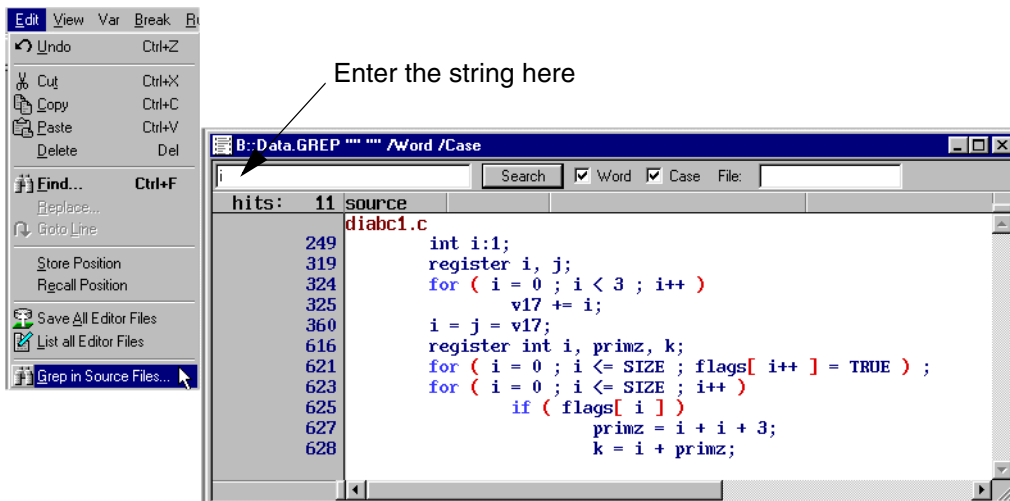 Edit View Var Break
Undo Ctrl+Z
Cut Ctrl+X
Copy Ctrl+C
Paste Ctrl+V
Delete Del
Find... Ctrl+F
Replace...
Goto Line
Store Position
Recall Position
Save All Editor Files
List all Editor Files
Grep in Source Files...
Enter the string here
B::Data.GREP "" "" /Word /Case
i Search Word Case File:
hits: 11 source
diabc1.c
249 int i:1;
319 register i, j;
324 for ( i = 0 ; i < 3 ; i++ )
325 v17 += i;
360 i = j = v17;
616 register int i, primz, k;
621 for ( i = 0 ; i <= SIZE ; flags[ i++ ] = TRUE ) ;
623 for ( i = 0 ; i <= SIZE ; i++ )
625 if ( flags[ i ] )
627 primz = i + i + 3;
628 k = i + primz;